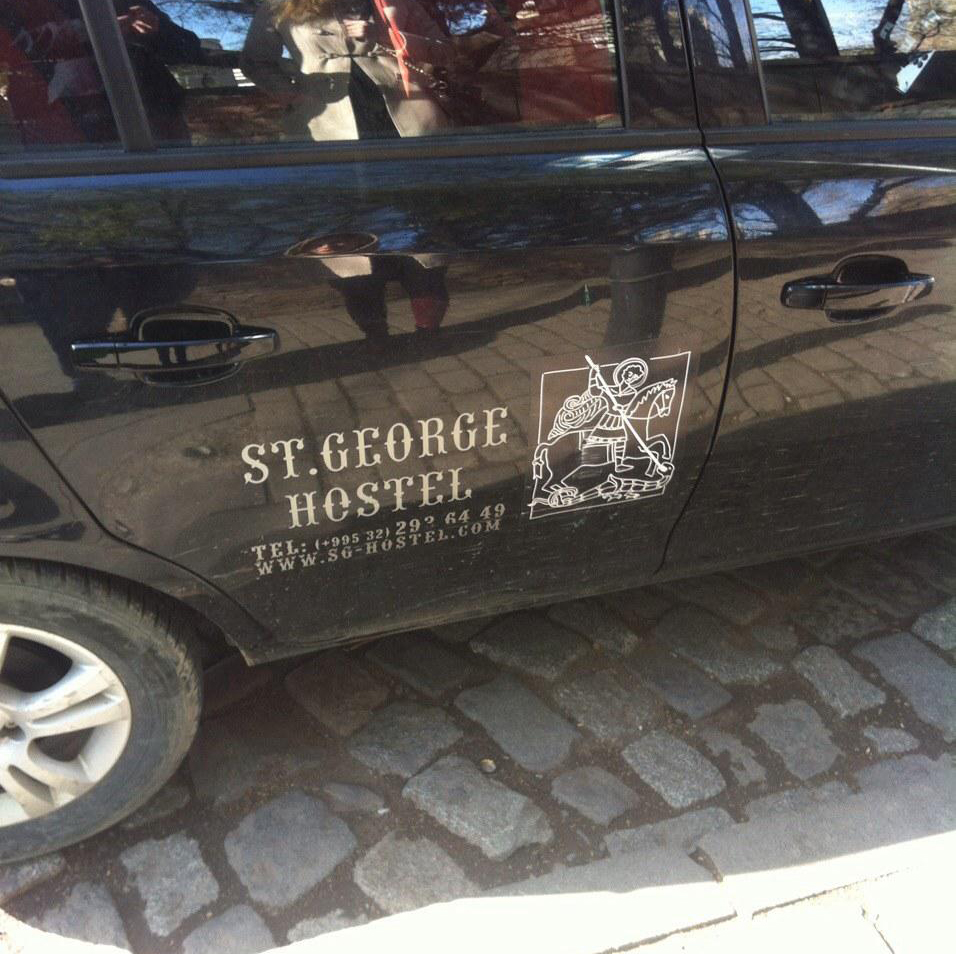 ST.GEORGE
HOSTEL
TEL: (+995 32) 292 64 49
WWW.SG-HOSTEL.COM